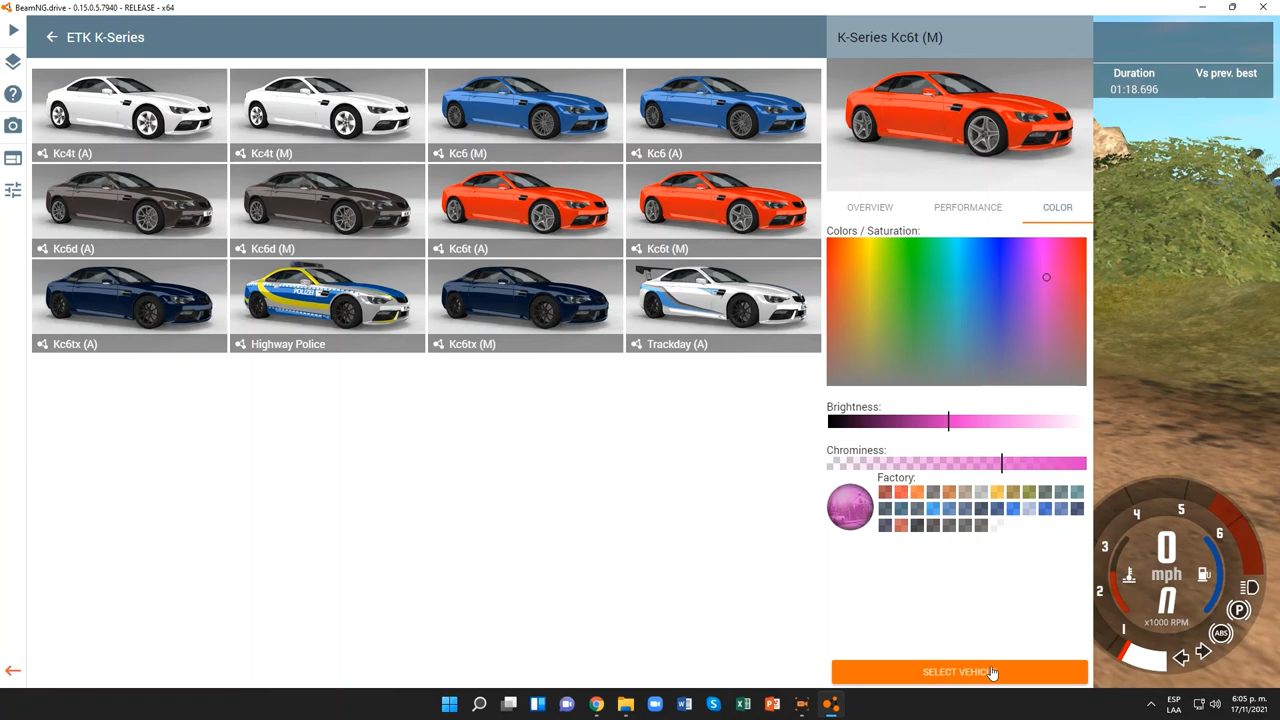 BeamNG.drive - 0.15.0.5.7940 - RELEASE - x64
ETK K-Series
K-Series Kc6t (M)
Duration
Vs prev. best
01:18.696
Kc4t (A)
Kc4t (M)
Kc6 (M)
Kc6 (A)
Kc6d (A)
Kc6d (M)
Kc6t (A)
Kc6t (M)
Kc6tx (A)
Highway Police
Kc6tx (M)
Trackday (A)
POLIZEI
OVERVIEW
PERFORMANCE
COLOR
Colors / Saturation:
Brightness:
Chrominess:
Factory:
1
2
3
4
5
6
0
mph
n
x1000 RPM
P
ABS
ESP
LAA
6:05 p. m.
17/11/2021